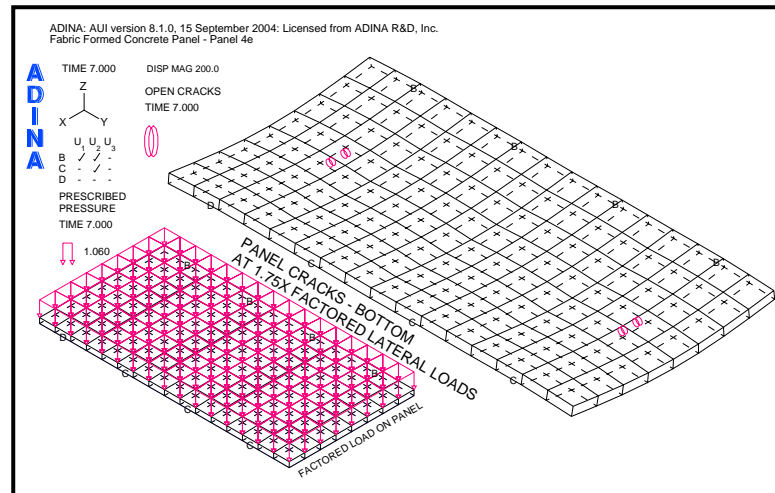 ADINA: AUI version 8.1.0, 15 September 2004: Licensed from ADINA R&D, Inc.
Fabric Formed Concrete Panel - Panel 4e
ADINA
TIME 7.000
Z
X Y
U1 U2 U3
B ✓ ✓ -
C - ✓ -
D - - -
PRESCRIBED
PRESSURE
TIME 7.000
1.060
DISP MAG 200.0
OPEN CRACKS
TIME 7.000
B
B
B
B
D
C
C
C
PANEL CRACKS - BOTTOM
AT 1.75X FACTORED LATERAL LOADS
B
B
B
B
D
C
C
C
FACTORED LOAD ON PANEL